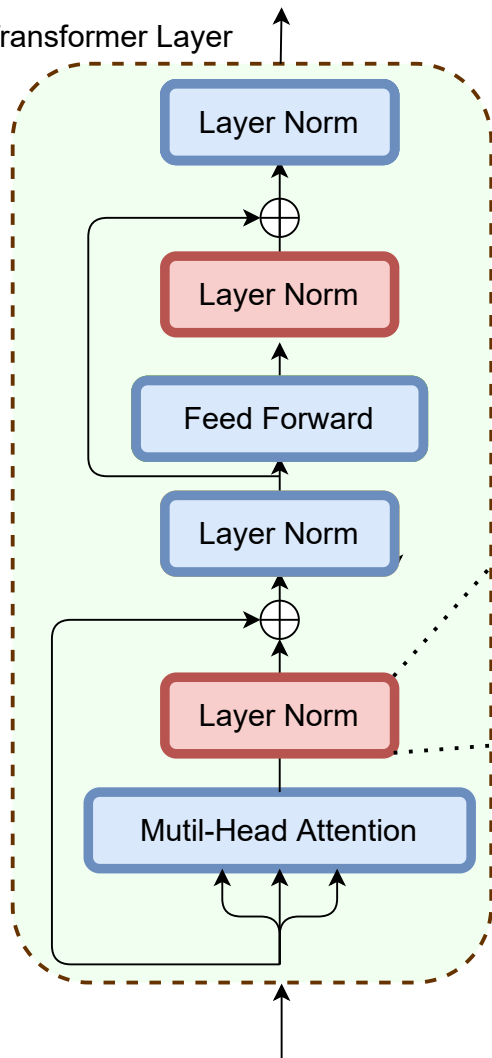 ransformer Layer
Layer Norm
Layer Norm
Feed Forward
Layer Norm
Layer Norm
Mutil-Head Attention